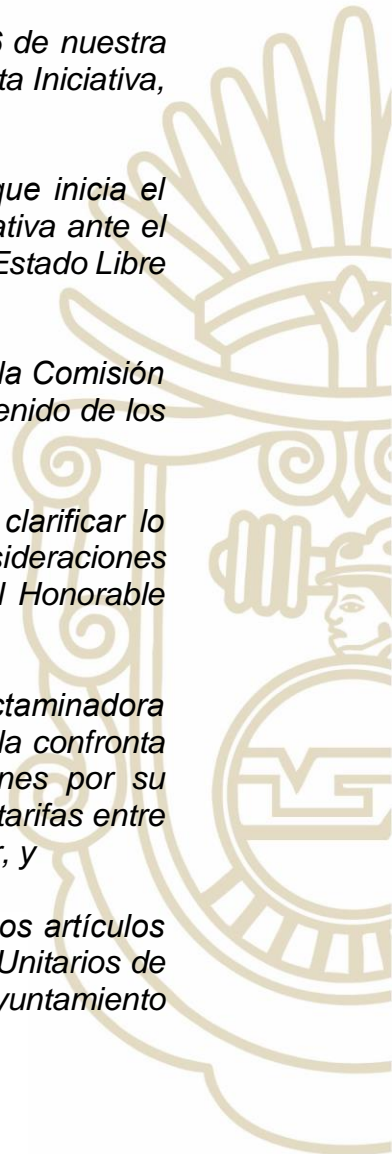 6 de nuestra
ta Iniciativa,
que inicia el
ativa ante el
Estado Libre
la Comisión
enido de los
clarificar lo
sideraciones
l Honorable
ctaminadora
la confronta
nes por su
tarifas entre
r, y
os artículos
Unitarios de
yuntamiento